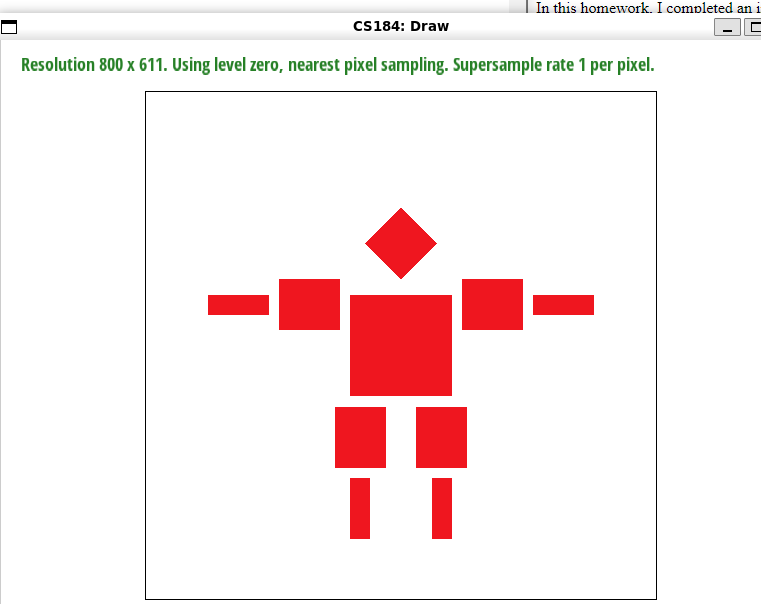 In this homework, I completed an i
CS184: Draw
Resolution 800 x 611. Using level zero, nearest pixel sampling. Supersample rate 1 per pixel.